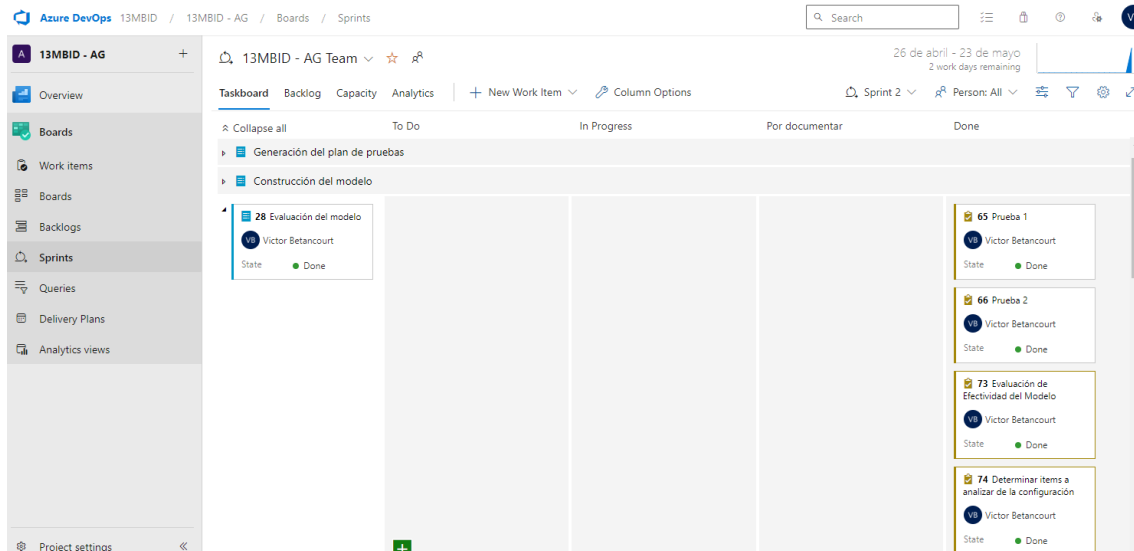 Azure DevOps 13MBID / 13MBID - AG / Boards / Sprints
Search
VB
A 13MBID - AG +
Overview
Boards
Work items
Boards
Backlogs
Sprints
Queries
Delivery Plans
Analytics views
Project settings
13MBID - AG Team
26 de abril - 23 de mayo
2 work days remaining
Taskboard Backlog Capacity Analytics + New Work Item Column Options
Sprint 2 Person: All
Collapse all To Do In Progress Por documentar Done
Generación del plan de pruebas
Construcción del modelo
28 Evaluación del modelo
VB Victor Betancourt
State Done
65 Prueba 1
VB Victor Betancourt
State Done
66 Prueba 2
VB Victor Betancourt
State Done
73 Evaluación de
Efectividad del Modelo
VB Victor Betancourt
State Done
74 Determinar items a
analizar de la configuración
VB Victor Betancourt
State Done